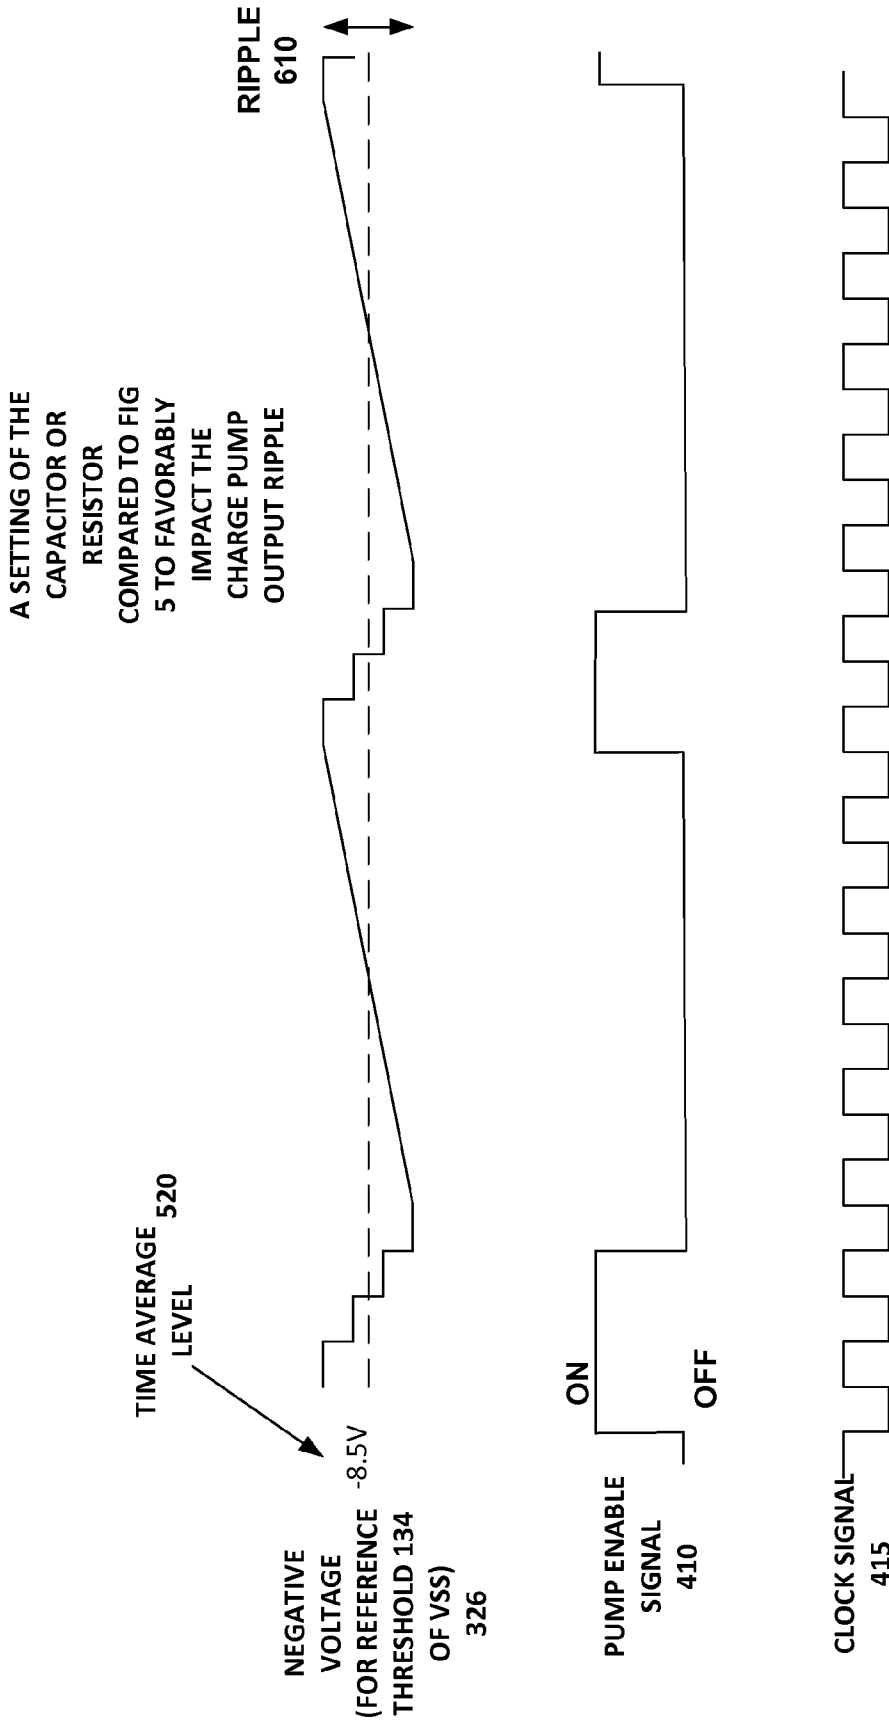 A SETTING OF THE
CAPACITOR OR
RESISTOR
COMPARED TO FIG
5 TO FAVORABLY
IMPACT THE
CHARGE PUMP
OUTPUT RIPPLE
TIME AVERAGE 520
LEVEL
RIPPLE
610
NEGATIVE
VOLTAGE
(FOR REFERENCE
THRESHOLD 134
OF VSS)
326
-8.5V
PUMP ENABLE
SIGNAL
410
ON
OFF
CLOCK SIGNAL
415